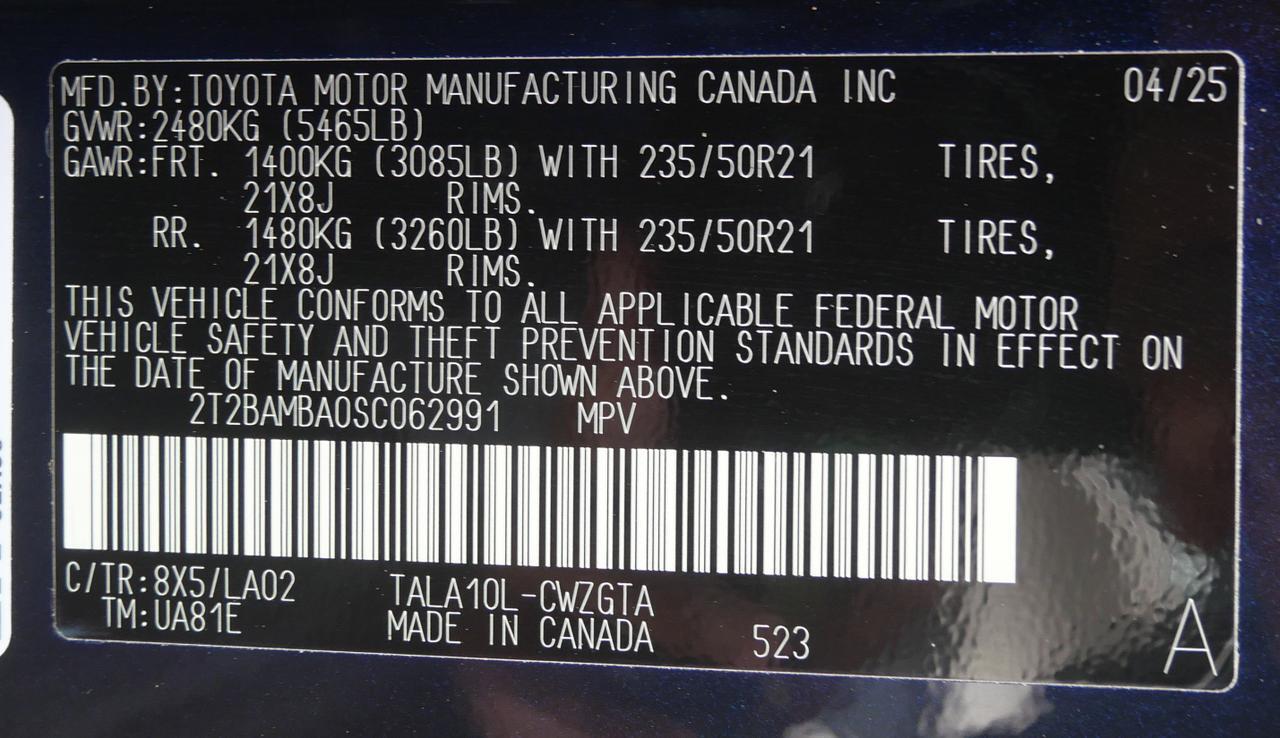 MFD.BY:TOYOTA MOTOR MANUFACTURING CANADA INC 04/25
GVWR:2480KG (5465LB)
GAWR:FRT. 1400KG (3085LB) WITH 235/50R21 TIRES,
21X8J RIMS.
RR. 1480KG (3260LB) WITH 235/50R21 TIRES,
21X8J RIMS.
THIS VEHICLE CONFORMS TO ALL APPLICABLE FEDERAL MOTOR
VEHICLE SAFETY AND THEFT PREVENTION STANDARDS IN EFFECT ON
THE DATE OF MANUFACTURE SHOWN ABOVE.
2T2BAMBA0SC062991 MPV
C/TR:8X5/LA02 TALA10L-CWZGTA
TM:UA81E MADE IN CANADA 523 A